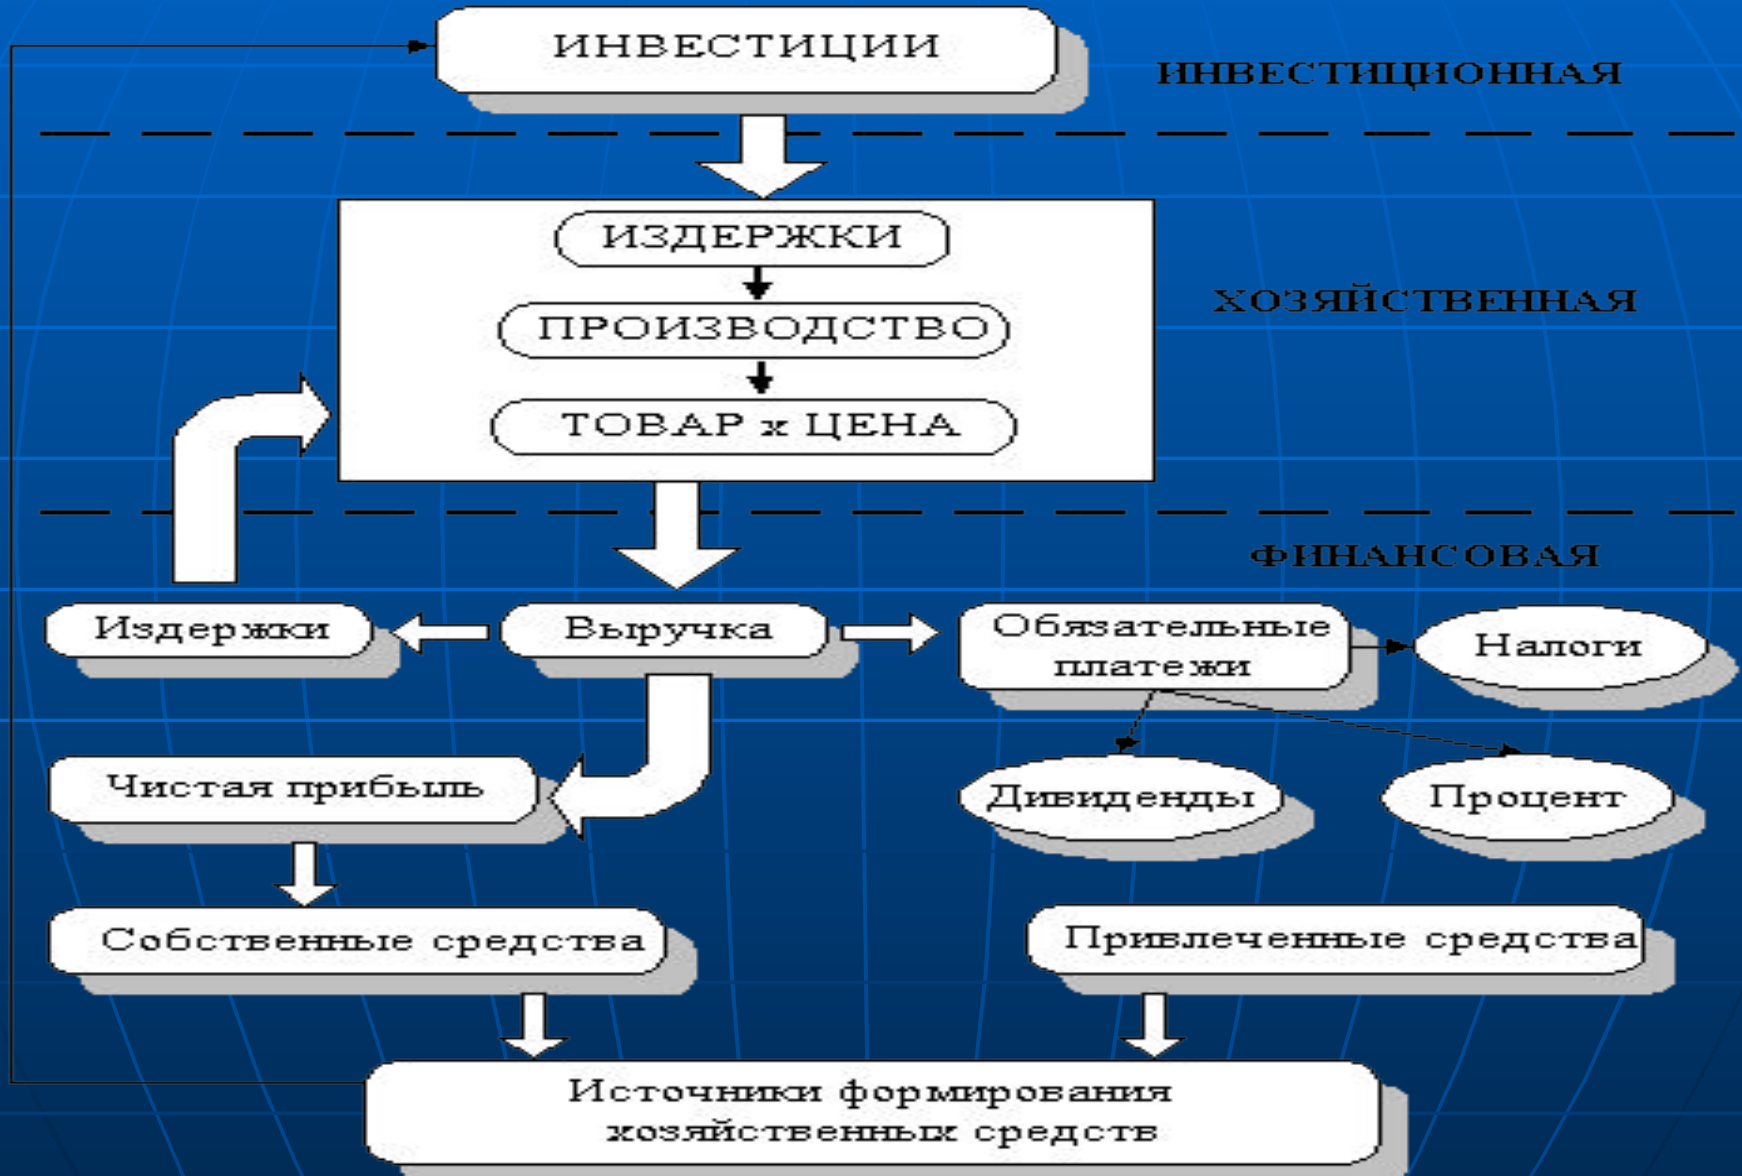 ИНВЕСТИЦИИ
ИНВЕСТИЦИОННАЯ
ИЗДЕРЖКИ
ПРОИЗВОДСТВО
ТОВАР х ЦЕНА
ХОЗЯЙСТВЕННАЯ
ФИНАНСОВАЯ
Издержки
Выручка
Обязательные
платежи
Налоги
Чистая прибыль
Дивиденды
Процент
Собственные средства
Привлеченные средства
Источники формирования
хозяйственных средств